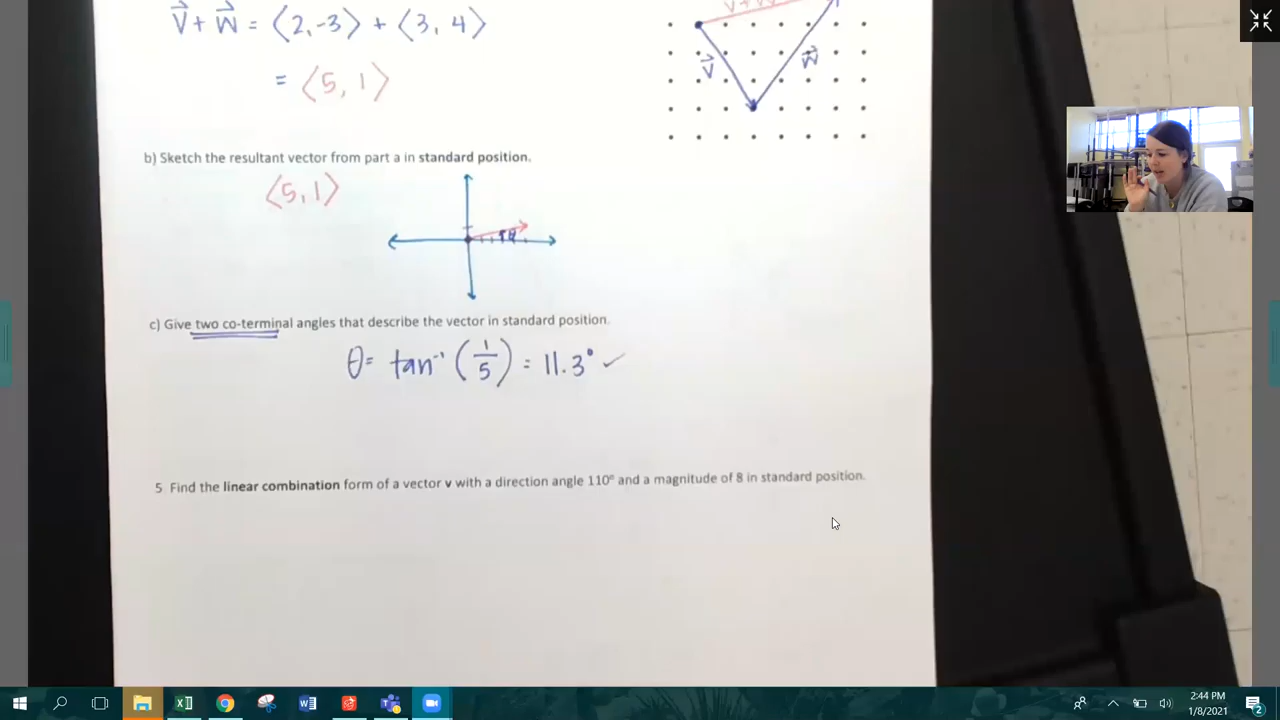 V + W = ⟨2, -3⟩ + ⟨3, 4⟩
= ⟨5, 1⟩
V + W
V
W
b) Sketch the resultant vector from part a in standard position.
⟨5, 1⟩
c) Give two co-terminal angles that describe the vector in standard position.
θ = tan⁻¹ (1/5) = 11.3° ✓
5 Find the linear combination form of a vector v with a direction angle 110° and a magnitude of 8 in standard position.
2:44 PM
1/8/2021
2